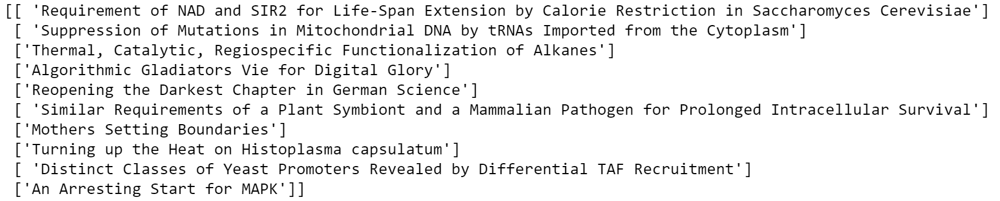 [[ 'Requirement of NAD and SIR2 for Life-Span Extension by Calorie Restriction in Saccharomyces Cerevisiae']
[ 'Suppression of Mutations in Mitochondrial DNA by tRNAs Imported from the Cytoplasm']
['Thermal, Catalytic, Regiospecific Functionalization of Alkanes']
['Algorithmic Gladiators Vie for Digital Glory']
['Reopening the Darkest Chapter in German Science']
[ 'Similar Requirements of a Plant Symbiont and a Mammalian Pathogen for Prolonged Intracellular Survival']
['Mothers Setting Boundaries']
['Turning up the Heat on Histoplasma capsulatum']
[ 'Distinct Classes of Yeast Promoters Revealed by Differential TAF Recruitment']
['An Arresting Start for MAPK']]